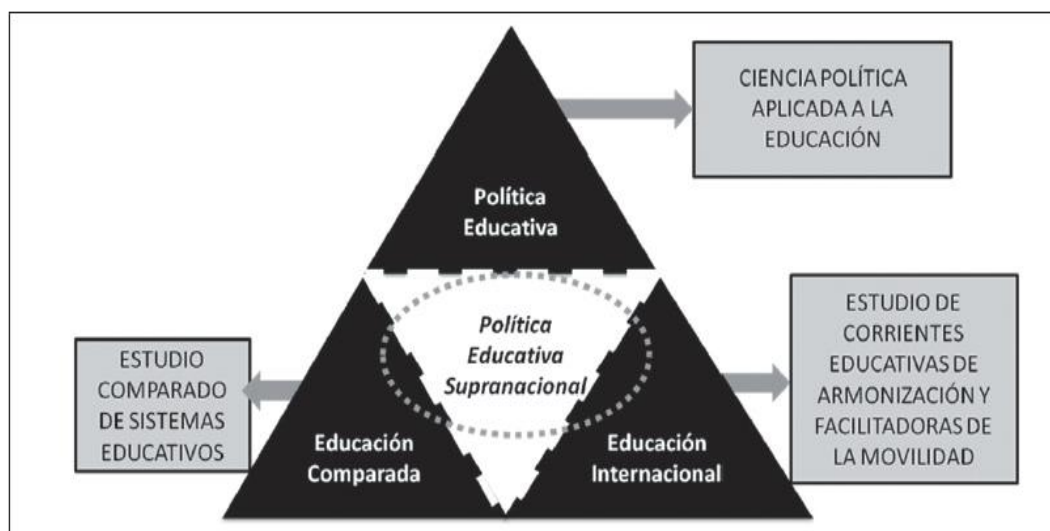 CIENCIA POLÍTICA
APLICADA A LA
EDUCACIÓN
Política
Educativa
Política
Educativa
Supranacional
ESTUDIO
COMPARADO
DE SISTEMAS
EDUCATIVOS
Educación
Comparada
Educación
Internacional
ESTUDIO DE
CORRIENTES
EDUCATIVAS DE
ARMONIZACIÓN Y
FACILITADORAS DE
LA MOVILIDAD